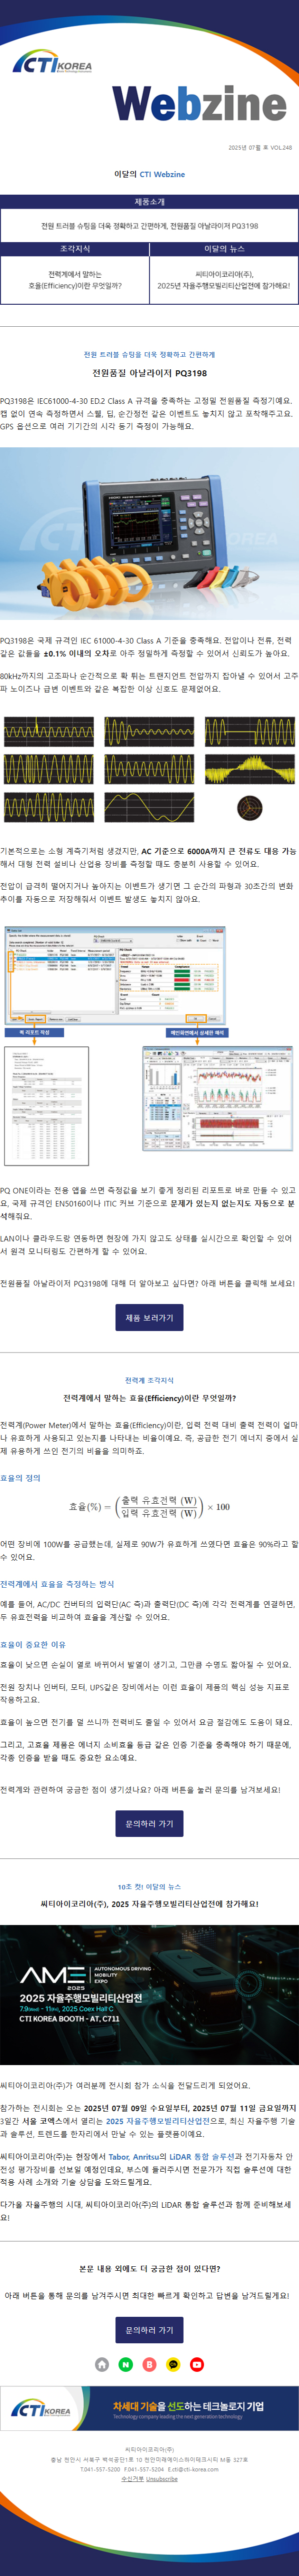 CTI KOREA
Webzine
2025년 07월 호 VOL.248
이달의 CTI Webzine
제품소개
전원 트러블 슈팅을 더욱 정확하고 간편하게, 전원품질 아날라이저 PQ3198
조각지식
이달의 뉴스
전력계에서 말하는
효율(Efficiency)이란 무엇일까?
씨티아이코리아(주),
2025년 자율주행모빌리티산업전에 참가해요!
전원 트러블 슈팅을 더욱 정확하고 간편하게
전원품질 아날라이저 PQ3198
PQ3198은 IEC61000-4-30 ED.2 Class A 규격을 충족하는 고정밀 전원품질 측정기예요.
갭 없이 연속 측정하면서 스웰, 딥, 순간정전 같은 이벤트도 놓치지 않고 포착해주고요.
GPS 옵션으로 여러 기기간의 시각 동기 측정이 가능해요.
CTI KOREA
PQ3198은 국제 규격인 IEC 61000-4-30 Class A 기준을 충족해요. 전압이나 전류, 전력
같은 값들을 ±0.1% 이내의 오차로 아주 정밀하게 측정할 수 있어서 신뢰도가 높아요.
80kHz까지의 고조파나 순간적으로 확 튀는 트랜지언트 전압까지 잡아낼 수 있어서 고주
파 노이즈나 급변 이벤트와 같은 복잡한 이상 신호도 문제없어요.
기본적으로는 소형 계측기처럼 생겼지만, AC 기준으로 6000A까지 큰 전류도 대응 가능
해서 대형 전력 설비나 산업용 장비를 측정할 때도 충분히 사용할 수 있어요.
전압이 급격히 떨어지거나 높아지는 이벤트가 생기면 그 순간의 파형과 30초간의 변화
추이를 자동으로 저장해줘서 이벤트 발생도 놓치지 않아요.
퀵 리포트 작성
메인화면에서 상세한 해석
PQ ONE이라는 전용 앱을 쓰면 측정값을 보기 좋게 정리된 리포트로 바로 만들 수 있고
요, 국제 규격인 EN50160이나 ITIC 커브 기준으로 문제가 있는지 없는지도 자동으로 분
석해줘요.
LAN이나 클라우드랑 연동하면 현장에 가지 않고도 상태를 실시간으로 확인할 수 있어
서 원격 모니터링도 간편하게 할 수 있어요.
전원품질 아날라이저 PQ3198에 대해 더 알아보고 싶다면? 아래 버튼을 클릭해 보세요!
제품 보러가기
전력계 조각지식
전력계에서 말하는 효율(Efficiency)이란 무엇일까?
전력계(Power Meter)에서 말하는 효율(Efficiency)이란, 입력 전력 대비 출력 전력이 얼마
나 유효하게 사용되고 있는지를 나타내는 비율이예요. 즉, 공급한 전기 에너지 중에서 실
제 유용하게 쓰인 전기의 비율을 의미하죠.
효율의 정의
효율(%) = (출력 유효전력 (W) / 입력 유효전력 (W)) × 100
어떤 장비에 100W를 공급했는데, 실제로 90W가 유효하게 쓰였다면 효율은 90%라고 할
수 있어요.
전력계에서 효율을 측정하는 방식
예를 들어, AC/DC 컨버터의 입력단(AC 측)과 출력단(DC 측)에 각각 전력계를 연결하면,
두 유효전력을 비교하여 효율을 계산할 수 있어요.
효율이 중요한 이유
효율이 낮으면 손실이 열로 바뀌어서 발열이 생기고, 그만큼 수명도 짧아질 수 있어요.
전원 장치나 인버터, 모터, UPS같은 장비에서는 이런 효율이 제품의 핵심 성능 지표로
작용하고요.
효율이 높으면 전기를 덜 쓰니까 전력비도 줄일 수 있어서 요금 절감에도 도움이 돼요.
그리고, 고효율 제품은 에너지 소비효율 등급 같은 인증 기준을 충족해야 하기 때문에,
각종 인증을 받을 때도 중요한 요소예요.
전력계와 관련하여 궁금한 점이 생기셨나요? 아래 버튼을 눌러 문의를 남겨보세요!
문의하러 가기
10초 컷! 이달의 뉴스
씨티아이코리아(주), 2025 자율주행모빌리티산업전에 참가해요!
AME 2025
AUTONOMOUS DRIVING
MOBILITY
EXPO
2025 자율주행모빌리티산업전
7.9(Wed) - 11(Fri), 2025 Coex Hall C
CTI KOREA BOOTH - AT, C711
씨티아이코리아(주)가 여러분께 전시회 참가 소식을 전달드리게 되었어요.
참가하는 전시회는 오는 2025년 07월 09일 수요일부터, 2025년 07월 11일 금요일까지
3일간 서울 코엑스에서 열리는 2025 자율주행모빌리티산업전으로, 최신 자율주행 기술
과 솔루션, 트렌드를 한자리에서 만날 수 있는 플랫폼이예요.
씨티아이코리아(주)는 현장에서 Tabor, Anritsu의 LiDAR 통합 솔루션과 전기자동차 안
전성 평가장비를 선보일 예정인데요, 부스에 들러주시면 전문가가 직접 솔루션에 대한
적용 사례 소개와 기술 상담을 도와드릴게요.
다가올 자율주행의 시대, 씨티아이코리아(주)의 LiDAR 통합 솔루션과 함께 준비해보세
요!
본문 내용 외에도 더 궁금한 점이 있다면?
아래 버튼을 통해 문의를 남겨주시면 최대한 빠르게 확인하고 답변을 남겨드릴게요!
문의하러 가기
N
B
CTI KOREA
차세대 기술을 선도하는 테크놀로지 기업
Technology company leading the next generation technology
씨티아이코리아(주)
충남 천안시 서북구 백석공단1로 10 천안미래에이스하이테크시티 M동 327호
T.041-557-5200 F.041-557-5204 E.cti@cti-korea.com
수신거부 Unsubscribe